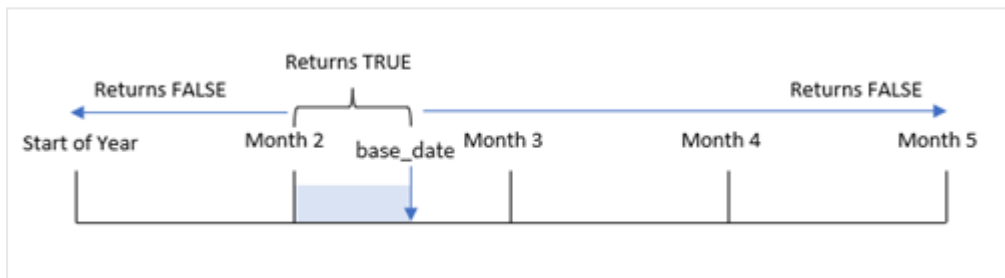 Returns TRUE
Returns FALSE
Returns FALSE
Start of Year
Month 2
base_date
Month 3
Month 4
Month 5